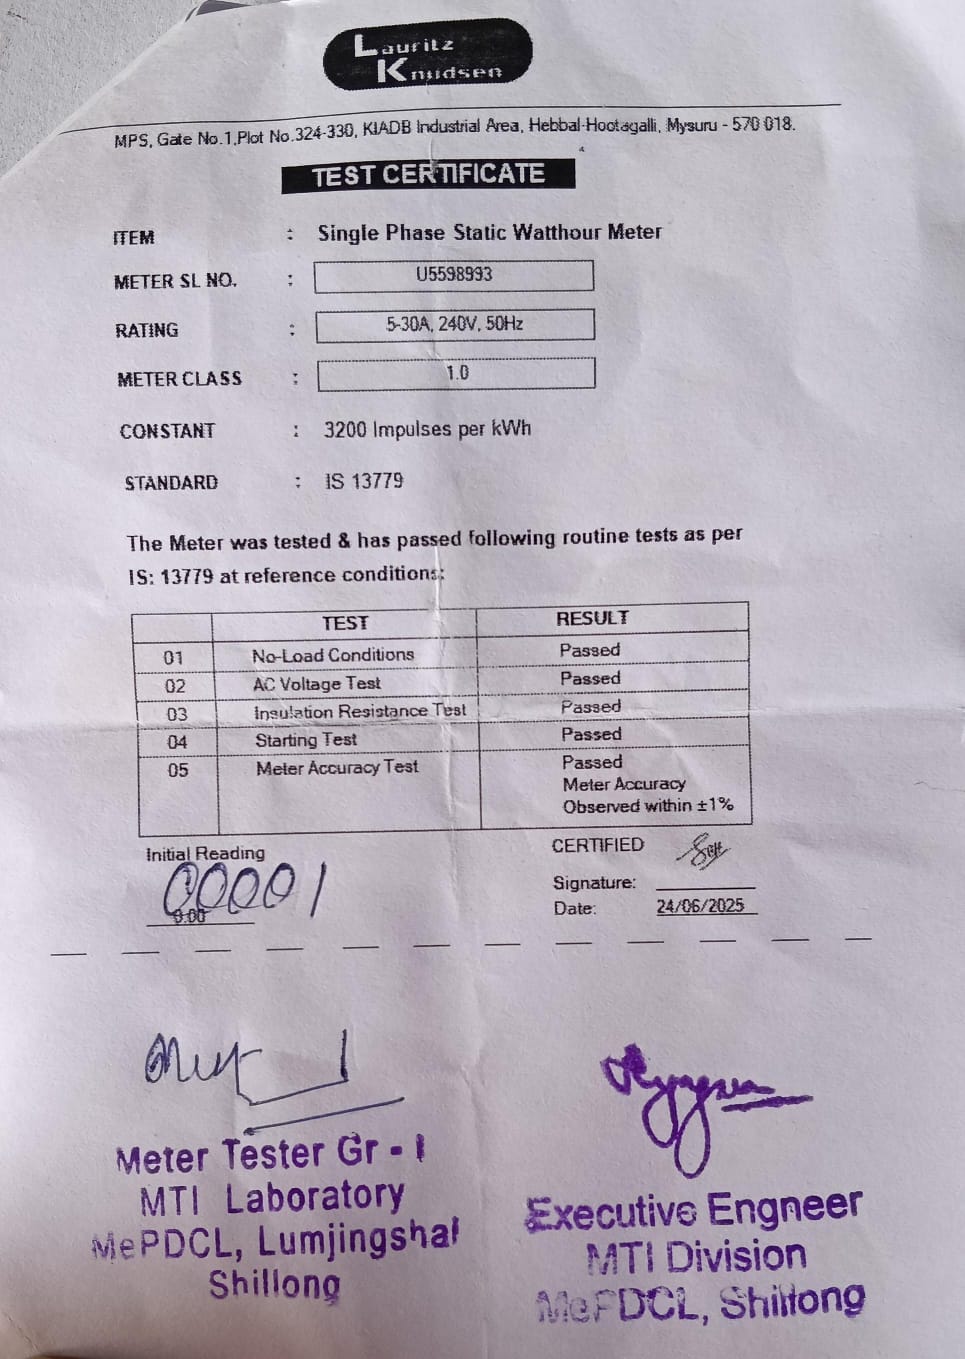 Lauritz
Knudsen
MPS, Gate No.1,Plot No.324-330, KIADB Industrial Area, Hebbal-Hootagalli, Mysuru - 570 018.
TEST CERTIFICATE
ITEM : Single Phase Static Watthour Meter
METER SL NO. : U5598993
RATING : 5-30A, 240V, 50Hz
METER CLASS : 1.0
CONSTANT : 3200 Impulses per kWh
STANDARD : IS 13779
The Meter was tested & has passed following routine tests as per
IS: 13779 at reference conditions:
TEST RESULT
01 No-Load Conditions Passed
02 AC Voltage Test Passed
03 Insulation Resistance Test Passed
04 Starting Test Passed
05 Meter Accuracy Test Passed
Meter Accuracy
Observed within ±1%
Initial Reading
00001
0.00
CERTIFIED
Signature:
Date: 24/06/2025
Meter Tester Gr - I
MTI Laboratory
MePDCL, Lumjingshai
Shillong
Executive Engneer
MTI Division
MePDCL, Shillong